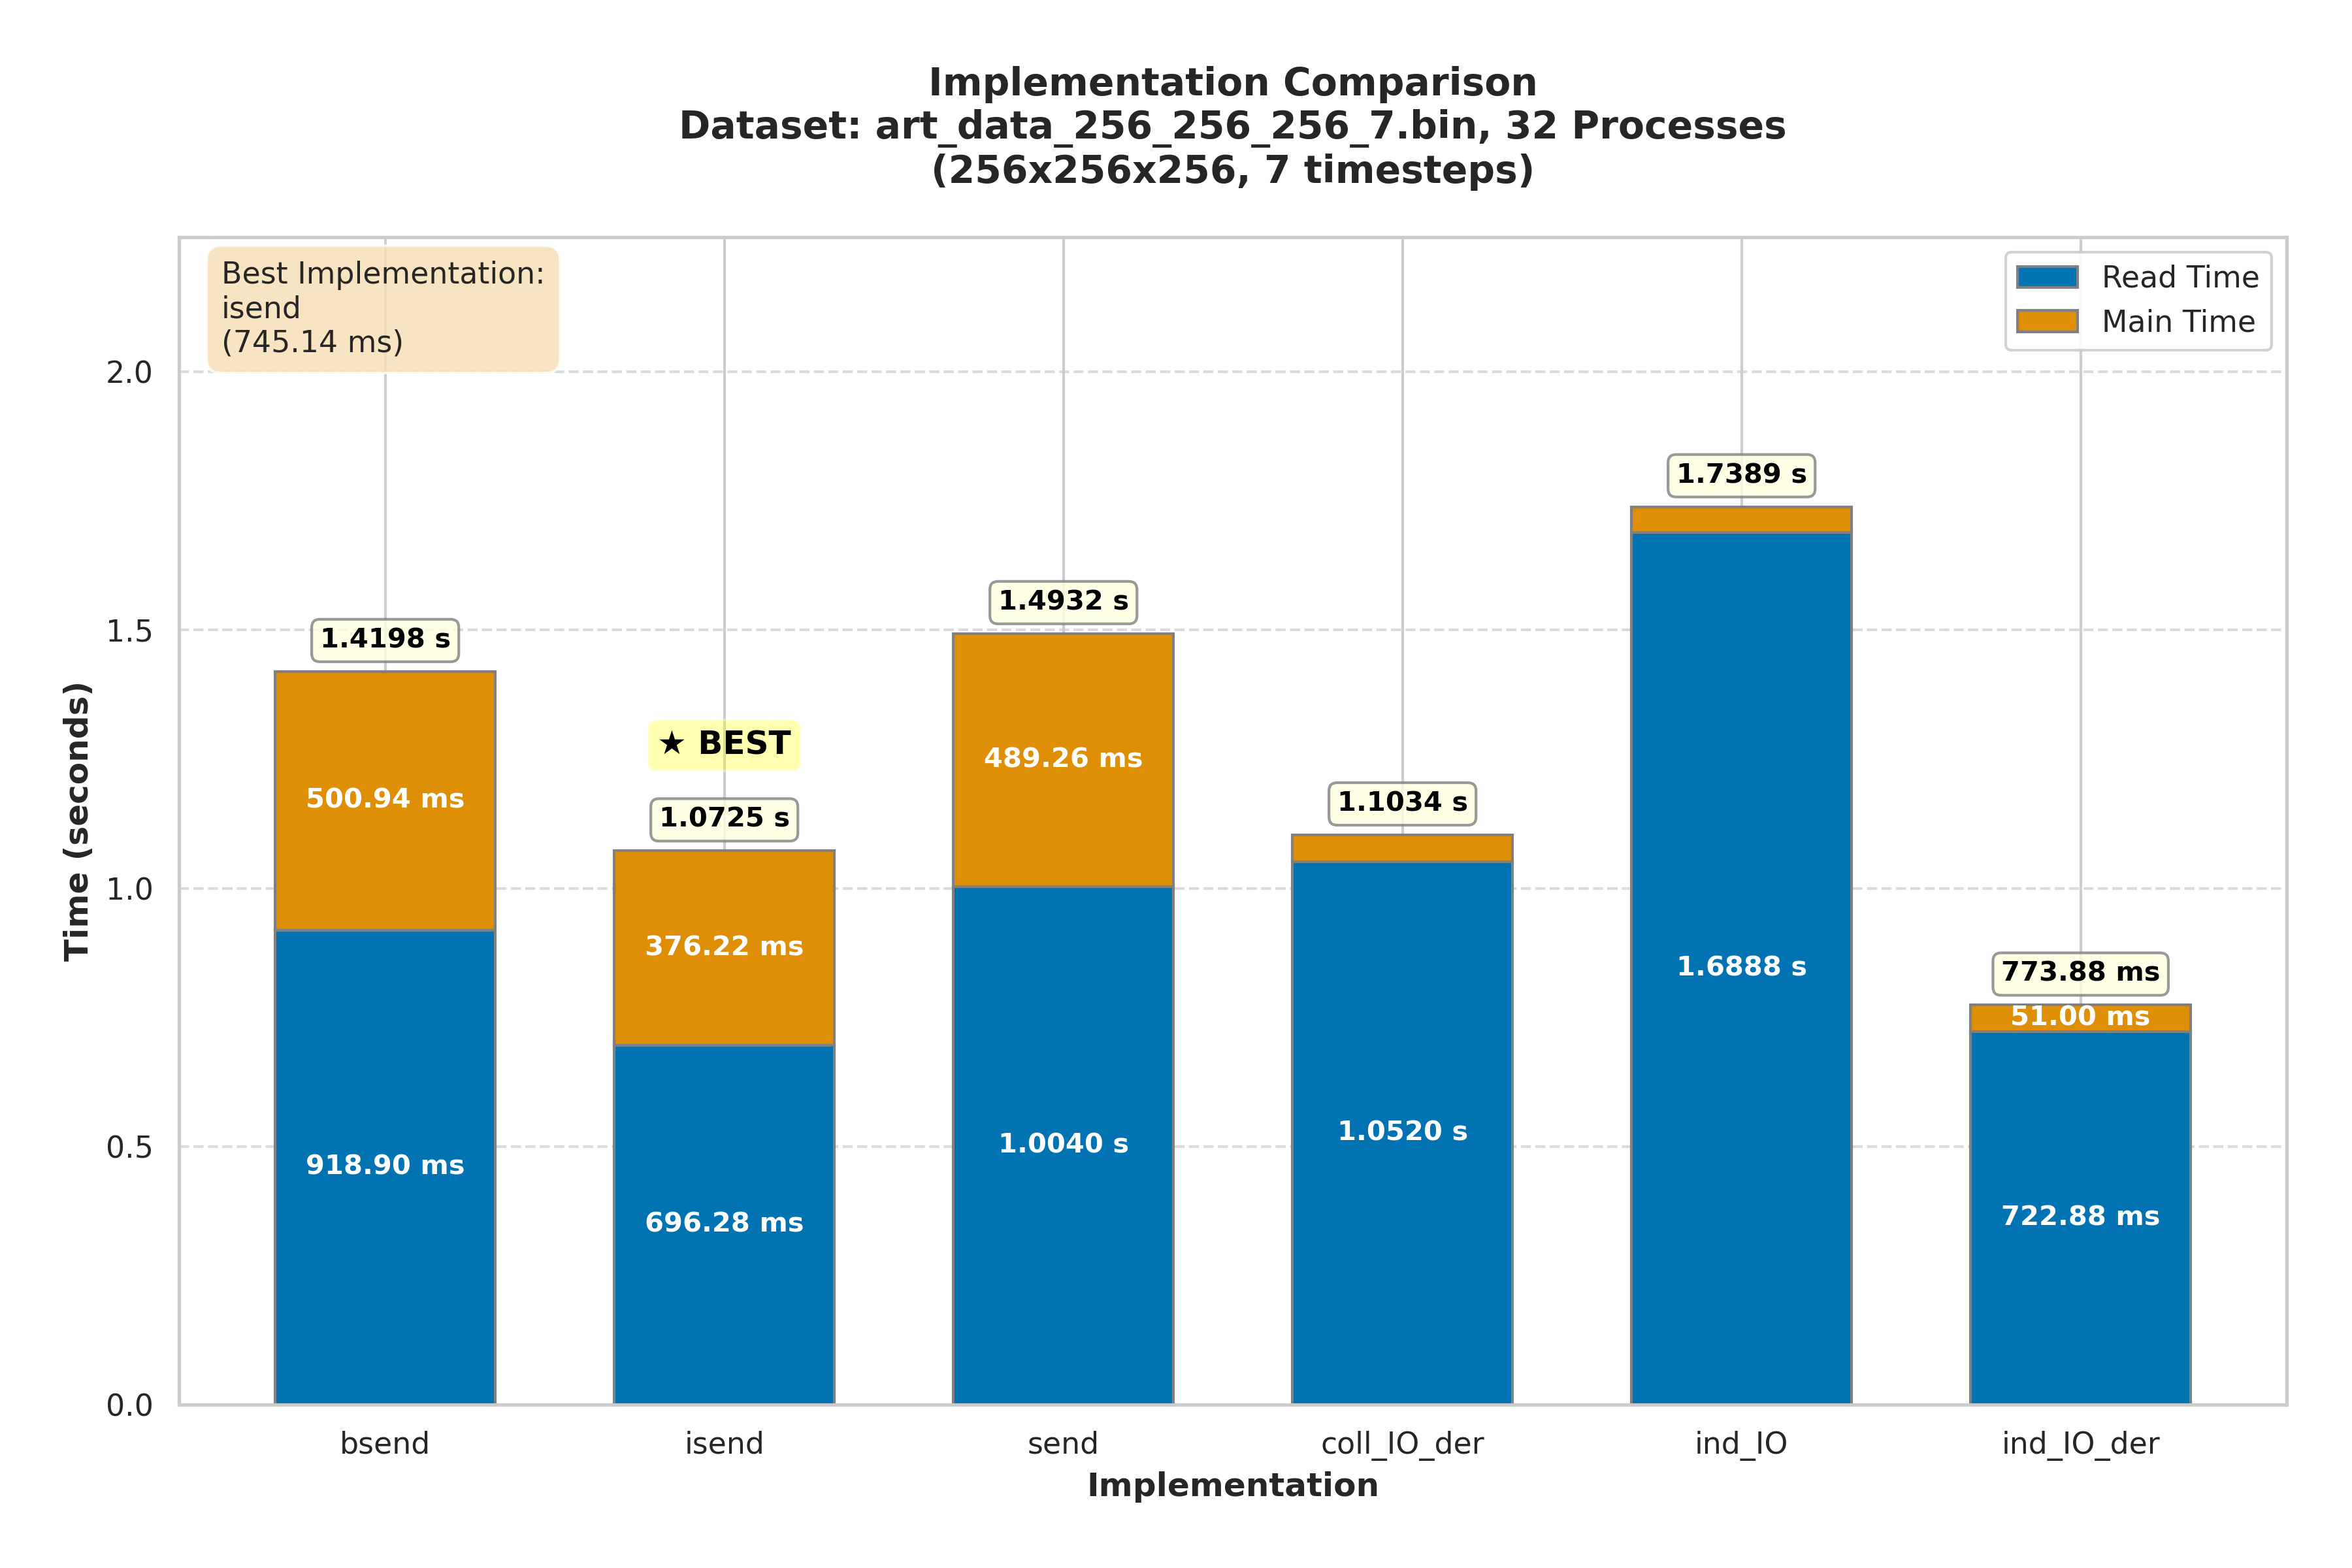 Implementation Comparison
Dataset: art_data_256_256_256_7.bin, 32 Processes
(256x256x256, 7 timesteps)
Best Implementation:
isend
(745.14 ms)
Read Time
Main Time
Time (seconds)
2.0
1.5
1.0
0.5
0.0
1.4198 s
500.94 ms
918.90 ms
★ BEST
1.0725 s
376.22 ms
696.28 ms
1.4932 s
489.26 ms
1.0040 s
1.1034 s
1.0520 s
1.7389 s
1.6888 s
773.88 ms
51.00 ms
722.88 ms
bsend
isend
send
coll_IO_der
ind_IO
ind_IO_der
Implementation